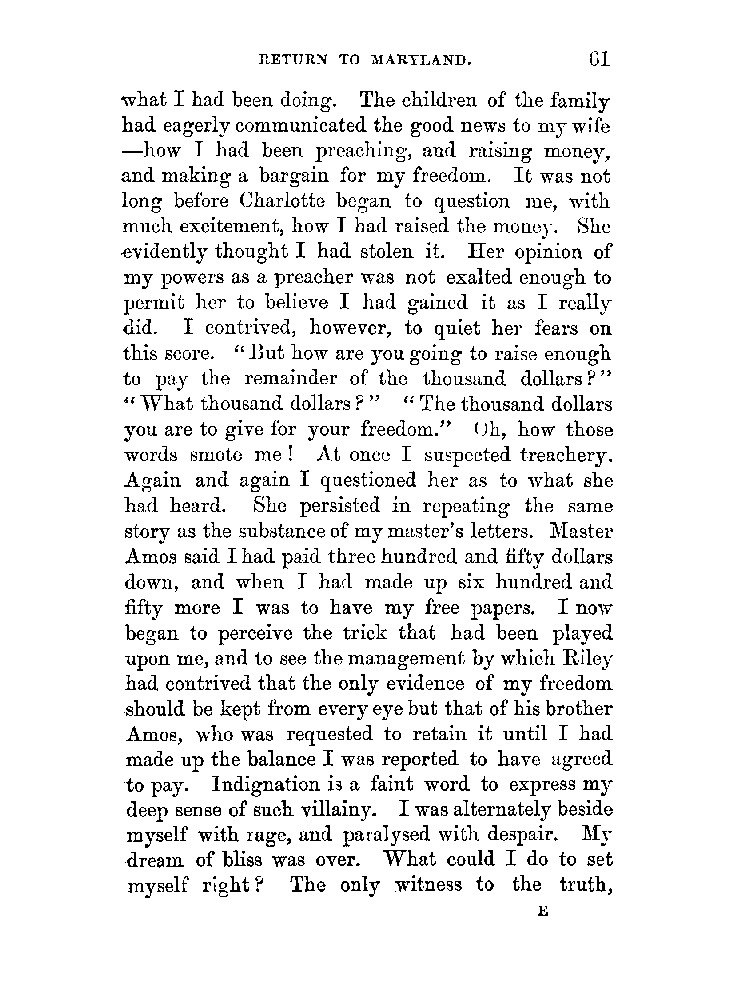 RETURN TO MARYLAND. 61
what I had been doing. The children of the family
had eagerly communicated the good news to my wife
—how I had been preaching, and raising money,
and making a bargain for my freedom. It was not
long before Charlotte began to question me, with
much excitement, how I had raised the money. She
evidently thought I had stolen it. Her opinion of
my powers as a preacher was not exalted enough to
permit her to believe I had gained it as I really
did. I contrived, however, to quiet her fears on
this score. “But how are you going to raise enough
to pay the remainder of the thousand dollars?”
“What thousand dollars?” “The thousand dollars
you are to give for your freedom.” Oh, how those
words smote me! At once I suspected treachery.
Again and again I questioned her as to what she
had heard. She persisted in repeating the same
story as the substance of my master’s letters. Master
Amos said I had paid three hundred and fifty dollars
down, and when I had made up six hundred and
fifty more I was to have my free papers. I now
began to perceive the trick that had been played
upon me, and to see the management by which Riley
had contrived that the only evidence of my freedom
should be kept from every eye but that of his brother
Amos, who was requested to retain it until I had
made up the balance I was reported to have agreed
to pay. Indignation is a faint word to express my
deep sense of such villainy. I was alternately beside
myself with rage, and paralysed with despair. My
dream of bliss was over. What could I do to set
myself right? The only witness to the truth,
E